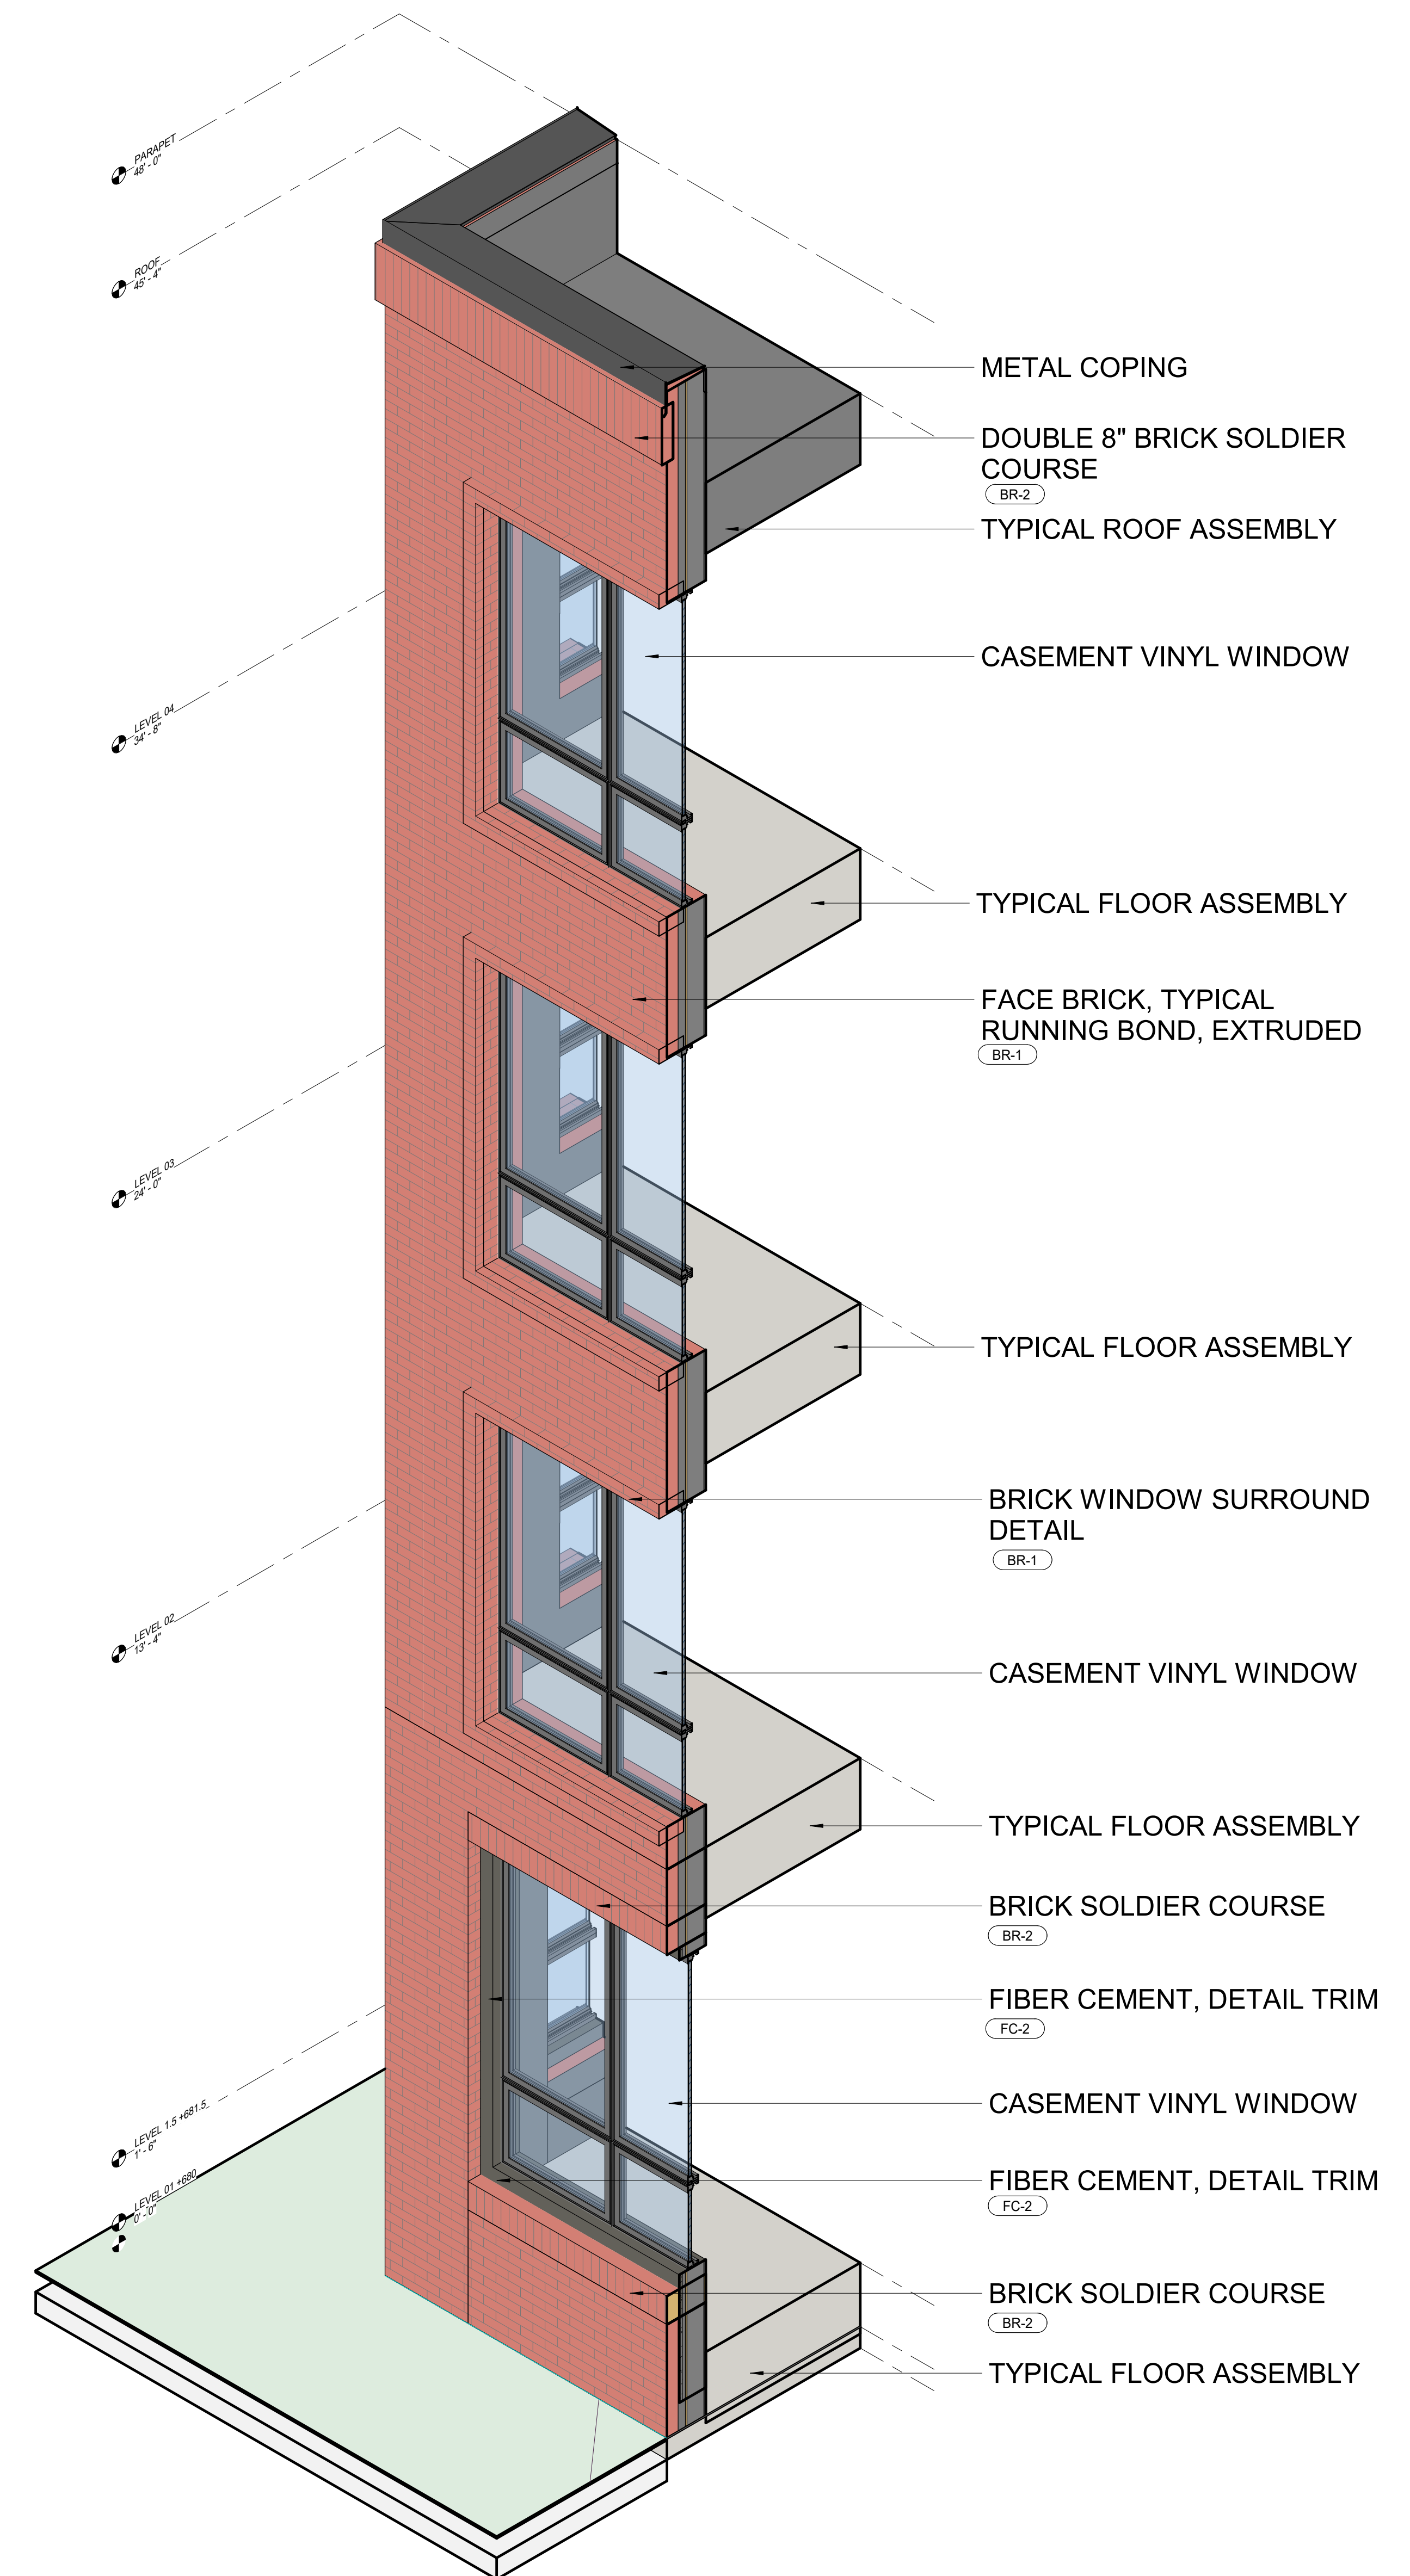 PARAPET
48' - 0"
ROOF
45' - 4"
METAL COPING
DOUBLE 8" BRICK SOLDIER
COURSE
BR-2
TYPICAL ROOF ASSEMBLY
CASEMENT VINYL WINDOW
LEVEL 04
34' - 8"
TYPICAL FLOOR ASSEMBLY
FACE BRICK, TYPICAL
RUNNING BOND, EXTRUDED
BR-1
LEVEL 03
24' - 0"
TYPICAL FLOOR ASSEMBLY
BRICK WINDOW SURROUND
DETAIL
BR-1
LEVEL 02
13' - 4"
CASEMENT VINYL WINDOW
TYPICAL FLOOR ASSEMBLY
BRICK SOLDIER COURSE
BR-2
FIBER CEMENT, DETAIL TRIM
FC-2
CASEMENT VINYL WINDOW
LEVEL 1.5 +681.5
1' - 6"
LEVEL 01 +680
0' - 0"
FIBER CEMENT, DETAIL TRIM
FC-2
BRICK SOLDIER COURSE
BR-2
TYPICAL FLOOR ASSEMBLY